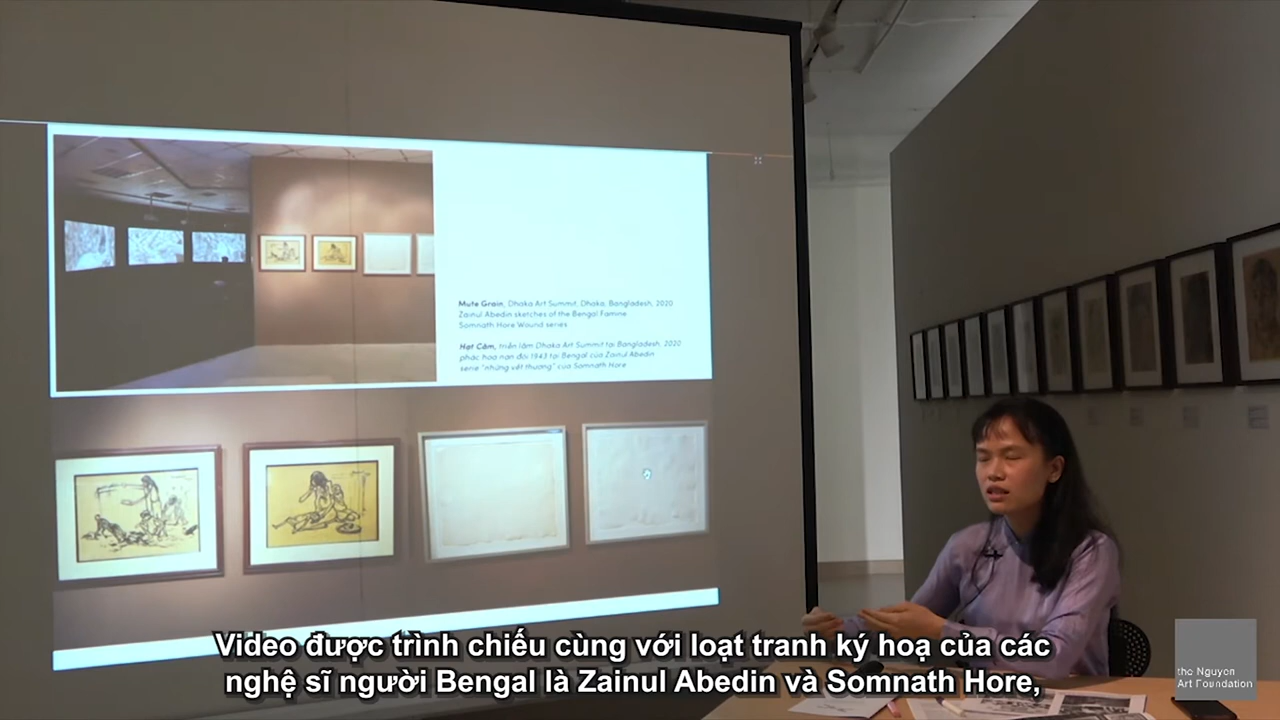 Mute Grain, Dhaka Art Summit, Dhaka, Bangladesh, 2020
Zainul Abedin sketches of the Bengal Famine
Somnath Hore Wound series
Hạt Câm, triển lãm Dhaka Art Summit tại Bangladesh, 2020
phác hoạ nạn đói 1943 tại Bengal của Zainul Abedin
serie "những vết thương" của Somnath Hore
Video được trình chiếu cùng với loạt tranh ký hoạ của các
nghệ sĩ người Bengal là Zainul Abedin và Somnath Hore,
the Nguyen
Art Foundation